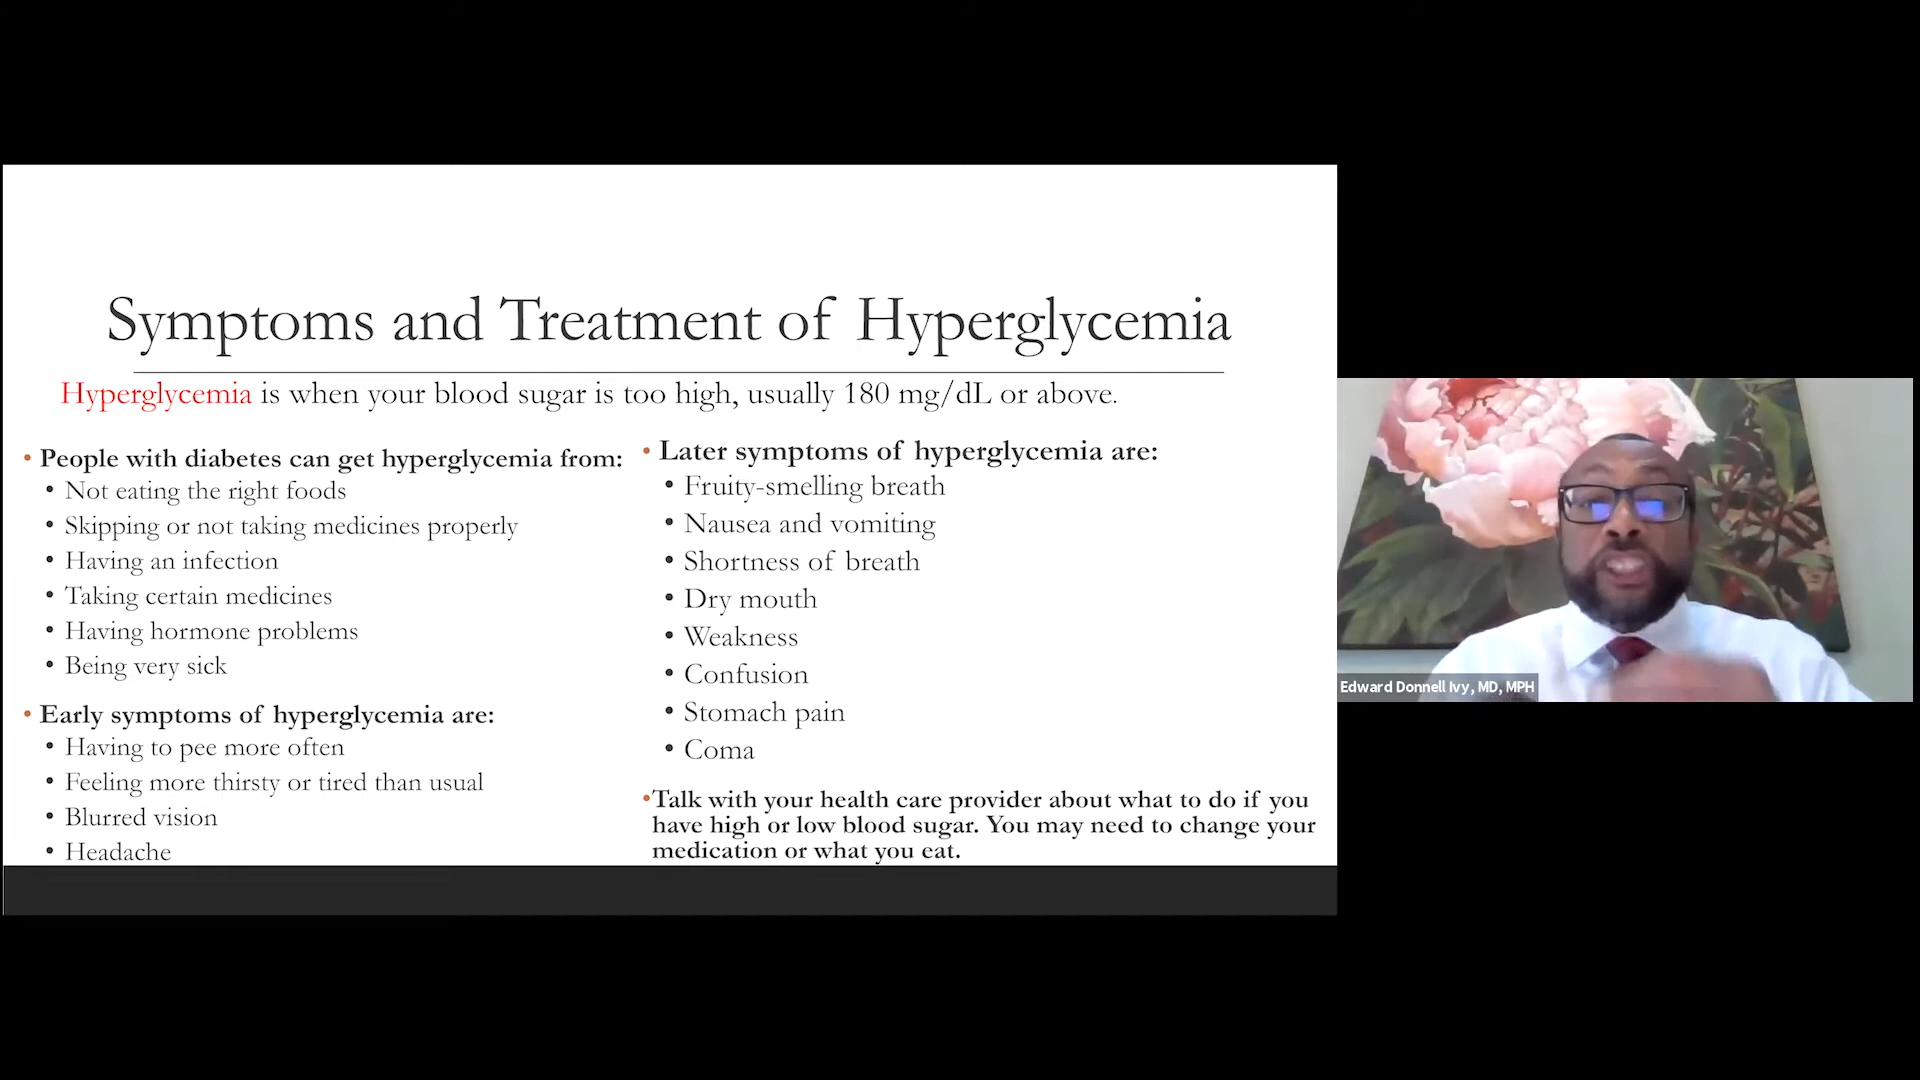 Symptoms and Treatment of Hyperglycemia
Hyperglycemia is when your blood sugar is too high, usually 180 mg/dL or above.
• People with diabetes can get hyperglycemia from:
• Not eating the right foods
• Skipping or not taking medicines properly
• Having an infection
• Taking certain medicines
• Having hormone problems
• Being very sick
• Early symptoms of hyperglycemia are:
• Having to pee more often
• Feeling more thirsty or tired than usual
• Blurred vision
• Headache
• Later symptoms of hyperglycemia are:
• Fruity-smelling breath
• Nausea and vomiting
• Shortness of breath
• Dry mouth
• Weakness
• Confusion
• Stomach pain
• Coma
•Talk with your health care provider about what to do if you
have high or low blood sugar. You may need to change your
medication or what you eat.
Edward Donnell Ivy, MD, MPH